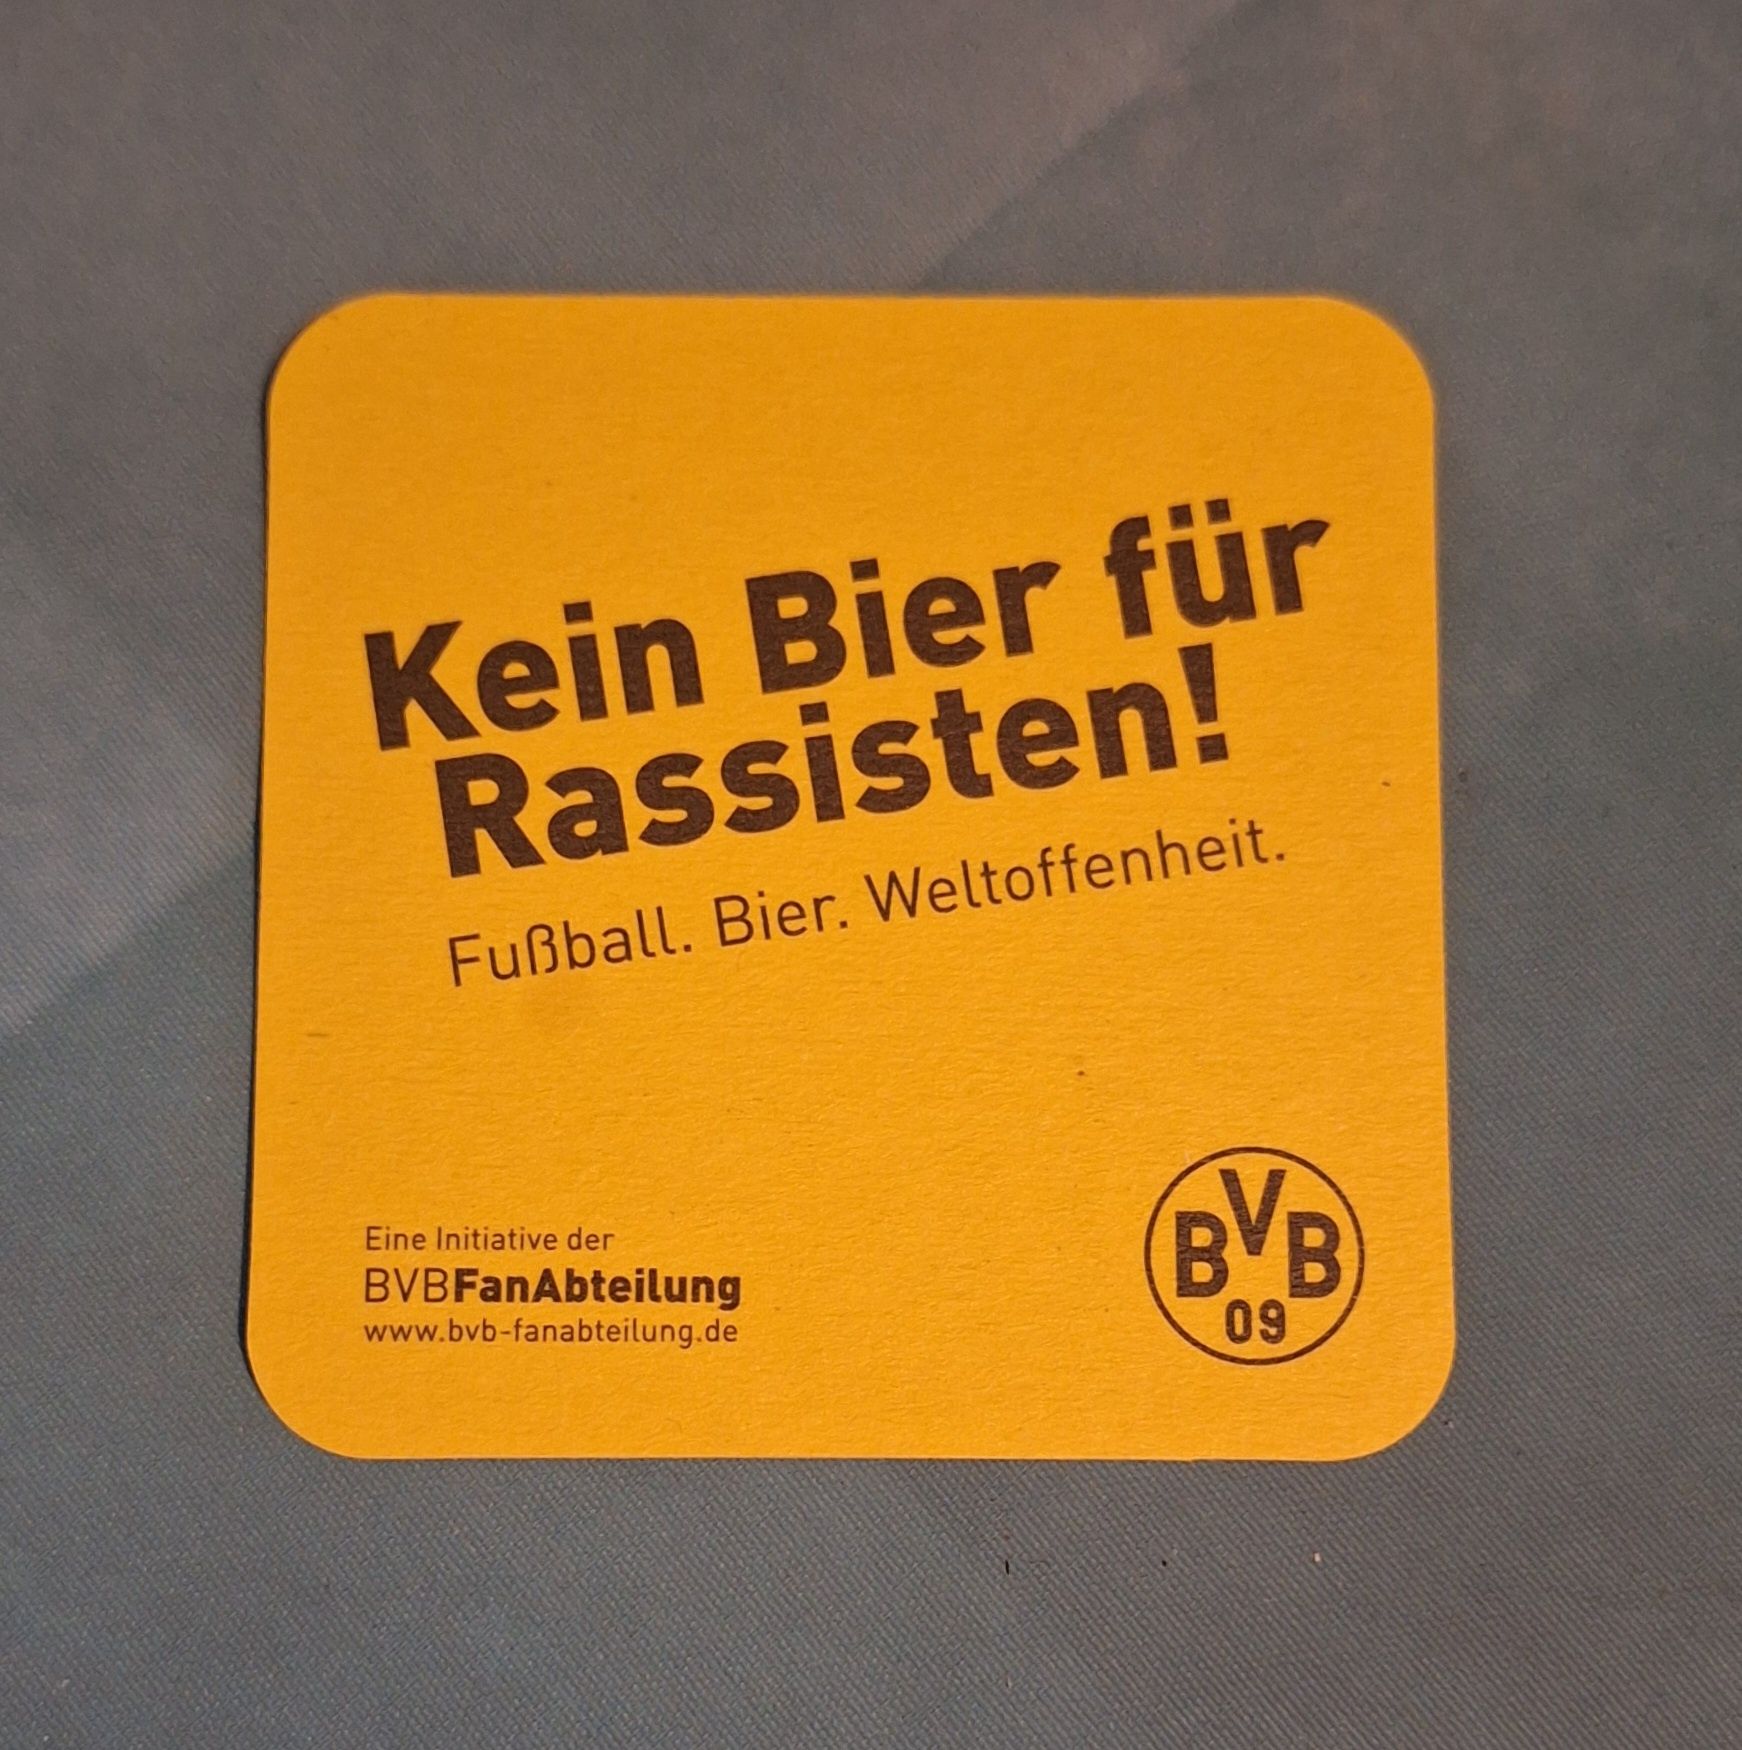 Kein Bier für
Rassisten!
Fußball. Bier. Weltoffenheit.
Eine Initiative der
BVBFanAbteilung
www.bvb-fanabteilung.de
BVB
09